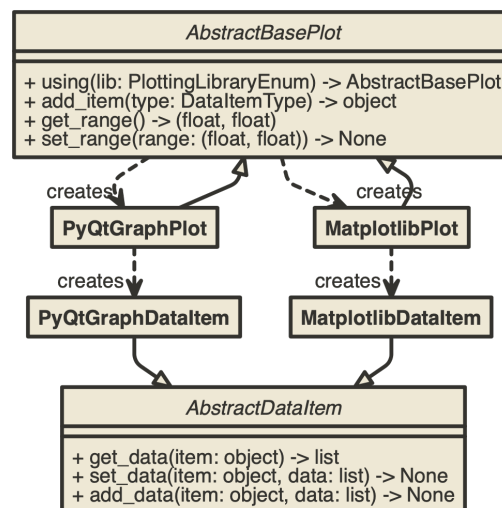 AbstractBasePlot
+ using(lib: PlottingLibraryEnum) -> AbstractBasePlot
+ add_item(type: DataItemType) -> object
+ get_range() -> (float, float)
+ set_range(range: (float, float)) -> None
creates creates
PyQtGraphPlot MatplotlibPlot
creates creates
PyQtGraphDataItem MatplotlibDataItem
AbstractDataItem
+ get_data(item: object) -> list
+ set_data(item: object, data: list) -> None
+ add_data(item: object, data: list) -> None